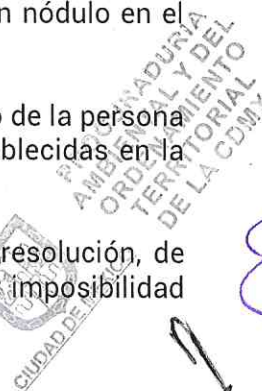 n nódulo en el
o de la persona
blecidas en la
resolución, de
imposibilidad
PROCURADURÍA
AMBIENTAL Y DEL
ORDENAMIENTO
TERRITORIAL
DE LA CDMX
CIUDAD DE MÉXICO